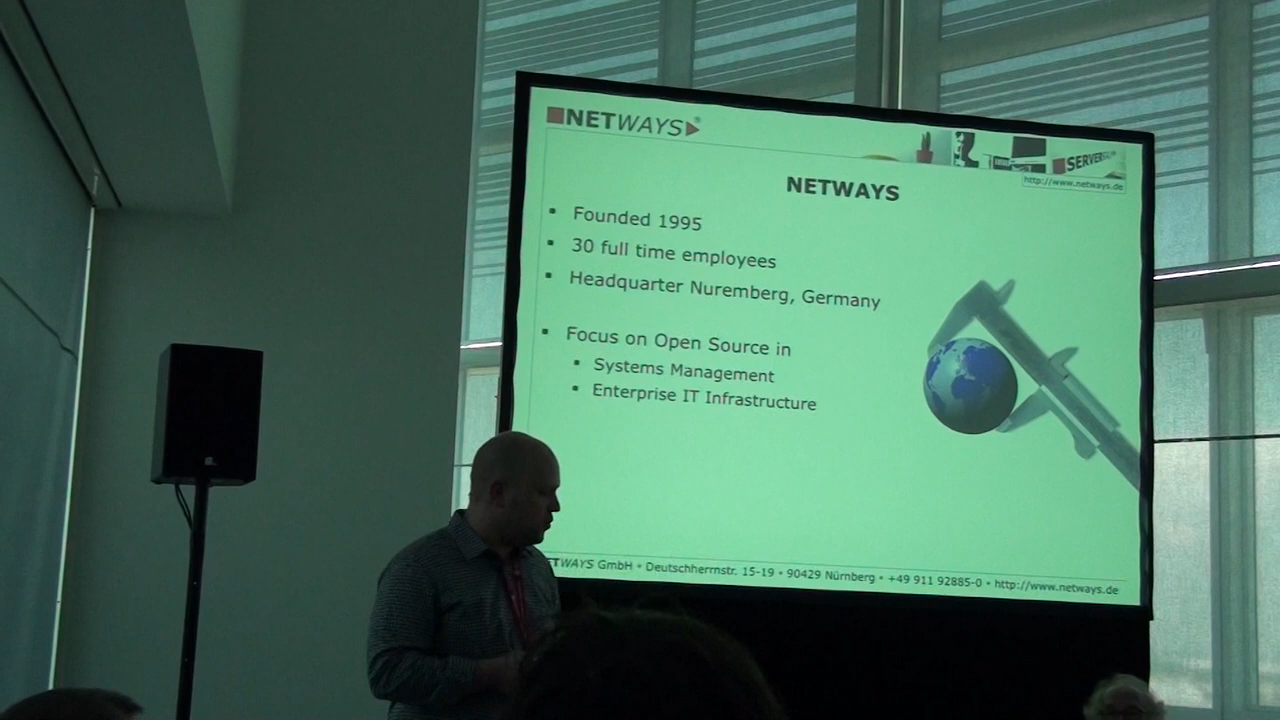 NETWAYS®
SERVER
http://www.netways.de
NETWAYS
▪ Founded 1995
▪ 30 full time employees
▪ Headquarter Nuremberg, Germany
▪ Focus on Open Source in
▪ Systems Management
▪ Enterprise IT Infrastructure
TWAYS GmbH • Deutschherrnstr. 15-19 • 90429 Nürnberg • +49 911 92885-0 • http://www.netways.de